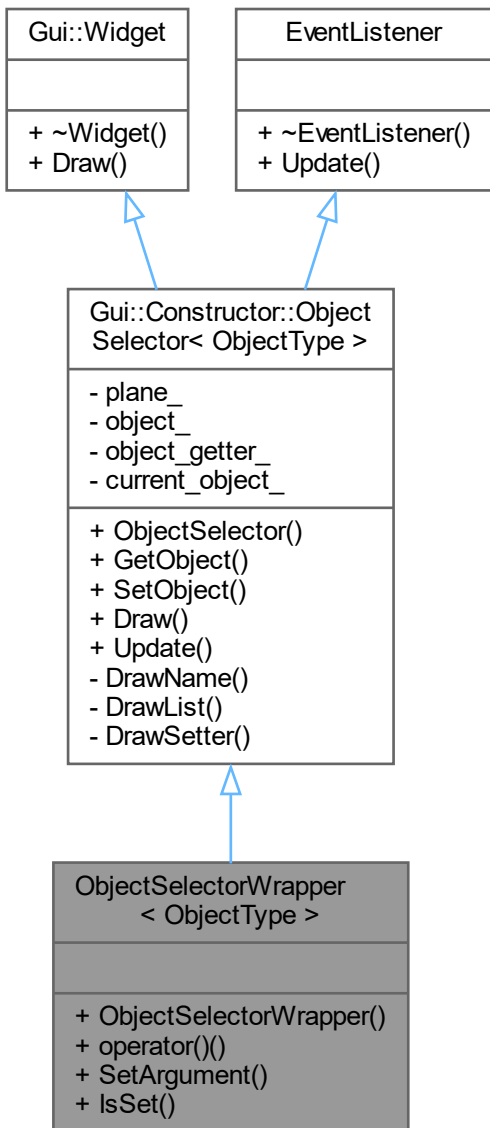 Gui::Widget
+ ~Widget()
+ Draw()
EventListener
+ ~EventListener()
+ Update()
Gui::Constructor::Object
Selector< ObjectType >
- plane_
- object_
- object_getter_
- current_object_
+ ObjectSelector()
+ GetObject()
+ SetObject()
+ Draw()
+ Update()
- DrawName()
- DrawList()
- DrawSetter()
ObjectSelectorWrapper
< ObjectType >
+ ObjectSelectorWrapper()
+ operator()()
+ SetArgument()
+ IsSet()